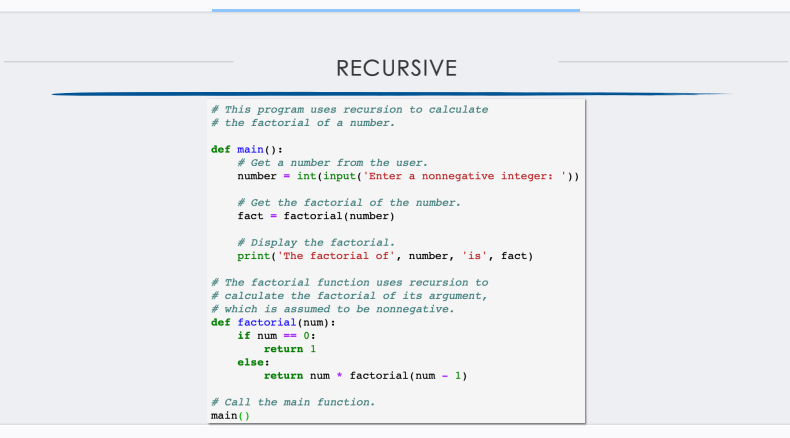 RECURSIVE
# This program uses recursion to calculate
# the factorial of a number.
def main():
    # Get a number from the user.
    number = int(input('Enter a nonnegative integer: '))
    # Get the factorial of the number.
    fact = factorial(number)
    # Display the factorial.
    print('The factorial of', number, 'is', fact)
# The factorial function uses recursion to
# calculate the factorial of its argument,
# which is assumed to be nonnegative.
def factorial(num):
    if num == 0:
        return 1
    else:
        return num * factorial(num - 1)
# Call the main function.
main()